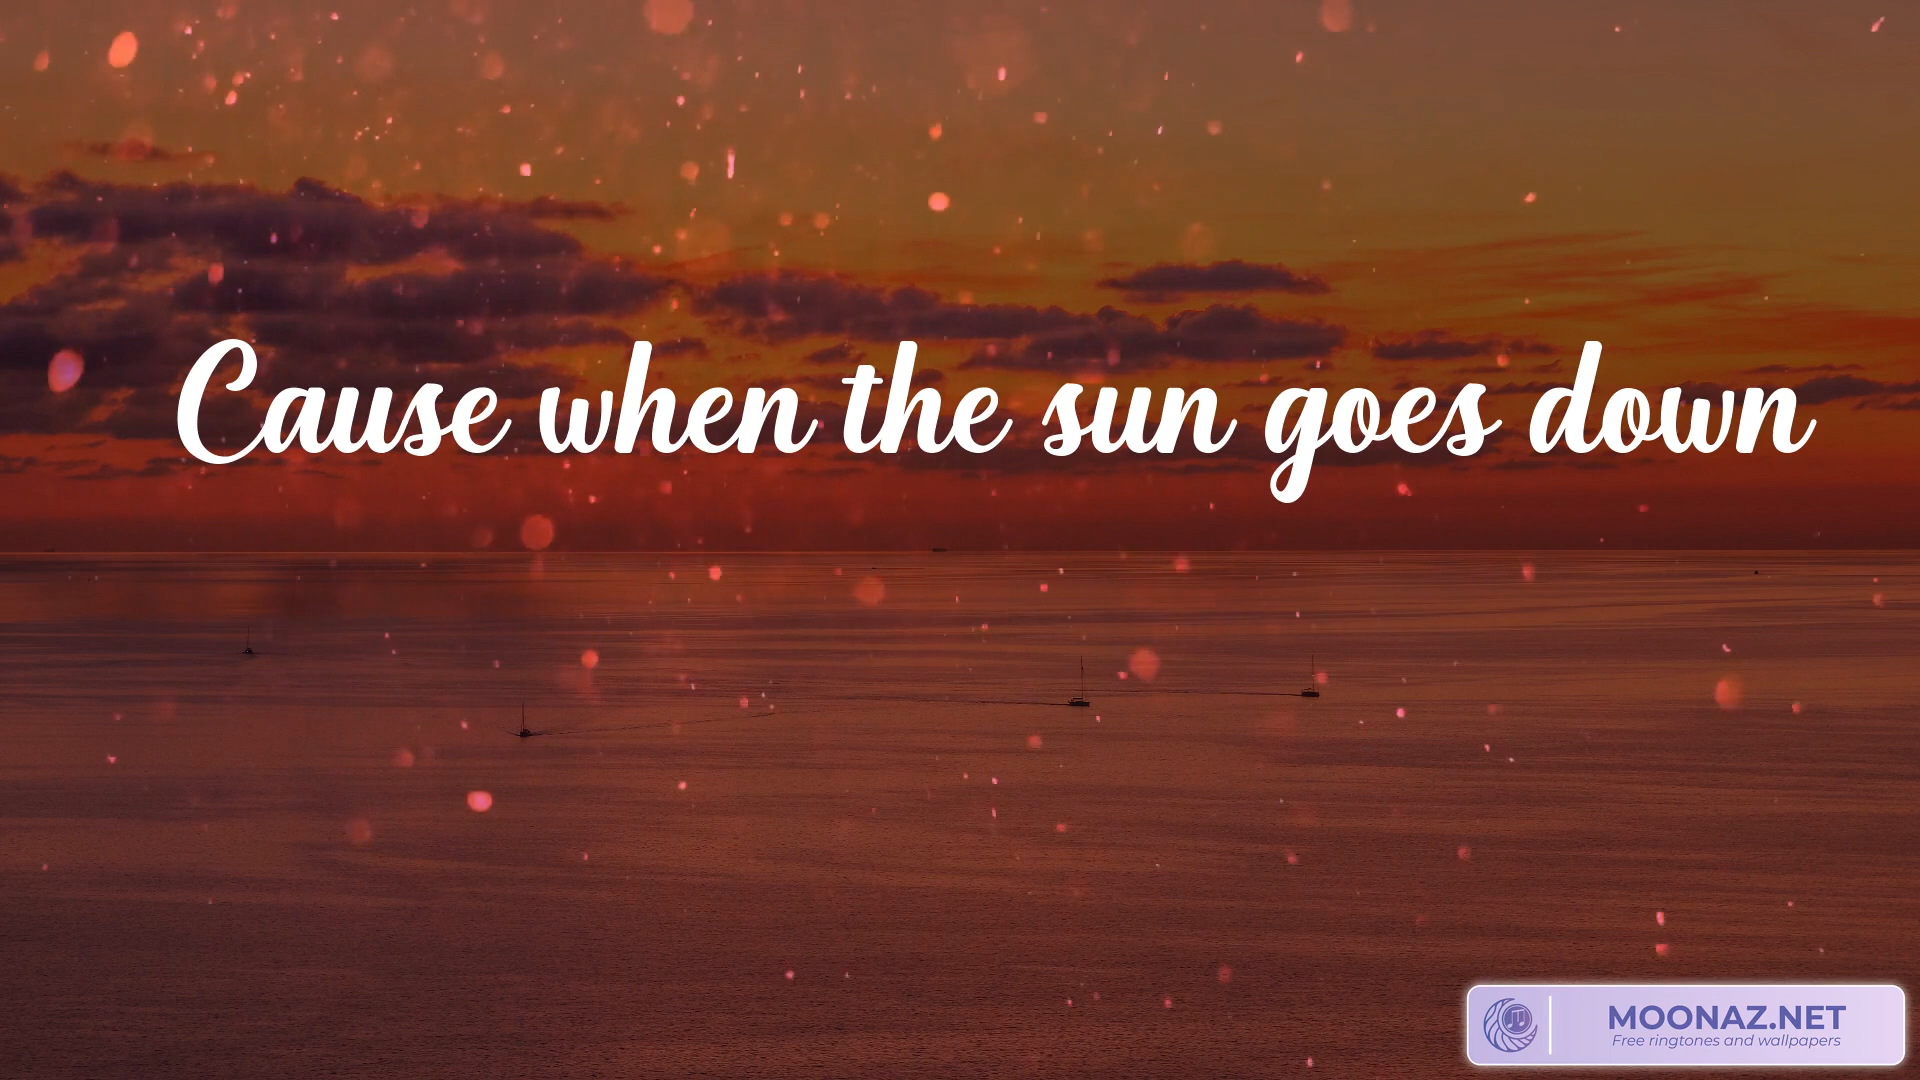 Cause when the sun goes down
MOONAZ.NET
Free ringtones and wallpapers